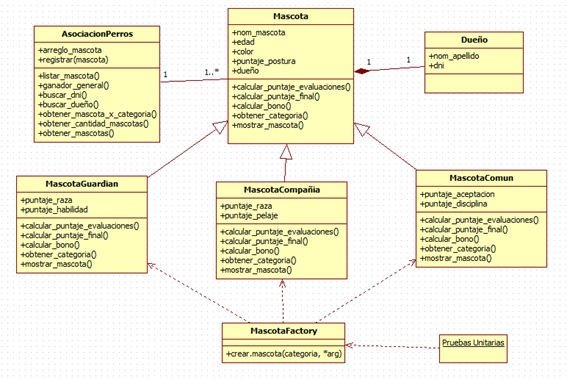 AsociacionPerros
+arreglo_mascota
+registrar(mascota)
+listar_mascota()
+ganador_general()
+buscar_dni()
+buscar_dueño()
+obtener_mascota_x_categoria()
+obtener_cantidad_mascotas()
+obtener_mascotas()
1
1..*
Mascota
+nom_mascota
+edad
+color
+puntaje_postura
+dueño
+calcular_puntaje_evaluaciones()
+calcular_puntaje_final()
+calcular_bono()
+obtener_categoria()
+mostrar_mascota()
1
1
Dueño
+nom_apellido
+dni
MascotaGuardian
+puntaje_raza
+puntaje_habilidad
+calcular_puntaje_evaluaciones()
+calcular_puntaje_final()
+calcular_bono()
+obtener_categoria()
+mostrar_mascota()
MascotaCompañia
+puntaje_raza
+puntaje_pelaje
+calcular_puntaje_evaluaciones()
+calcular_puntaje_final()
+calcular_bono()
+obtener_categoria()
+mostrar_mascota()
MascotaComun
+puntaje_aceptacion
+puntaje_disciplina
+calcular_puntaje_evaluaciones()
+calcular_puntaje_final()
+calcular_bono()
+obtener_categoria()
+mostrar_mascota()
MascotaFactory
+crear.mascota(categoria, *arg)
Pruebas Unitarias